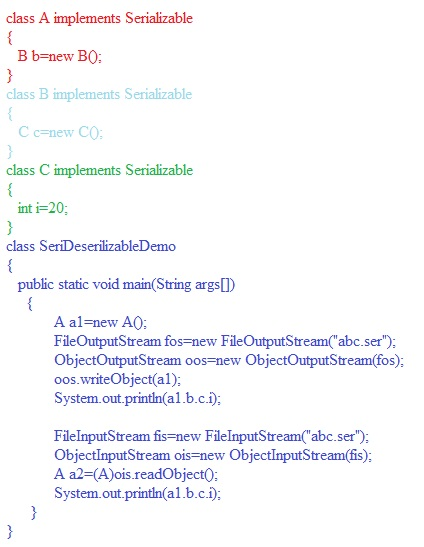 class A implements Serializable
{
B b=new B();
}
class B implements Serializable
{
C c=new C();
}
class C implements Serializable
{
int i=20;
}
class SeriDeserilizableDemo
{
public static void main(String args[])
{
A a1=new A();
FileOutputStream fos=new FileOutputStream("abc.ser");
ObjectOutputStream oos=new ObjectOutputStream(fos);
oos.writeObject(a1);
System.out.println(a1.b.c.i);
FileInputStream fis=new FileInputStream("abc.ser");
ObjectInputStream ois=new ObjectInputStream(fis);
A a2=(A)ois.readObject();
System.out.println(a1.b.c.i);
}
}